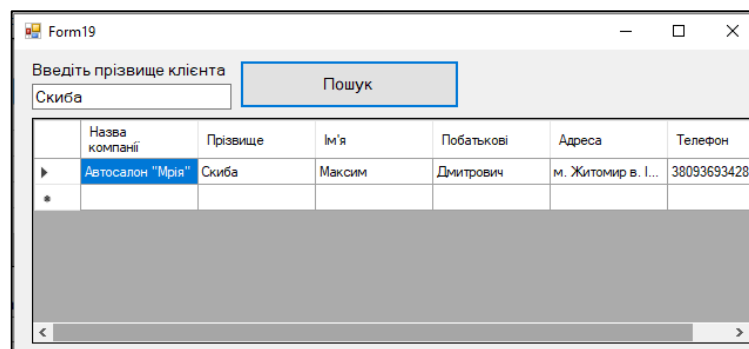 Form19
Введіть прізвище клієнта
Пошук
Скиба
Назва компанії Прізвище Ім'я Побатькові Адреса Телефон
Автосалон "Мрія" Скиба Максим Дмитрович м. Житомир в. І... 38093693428